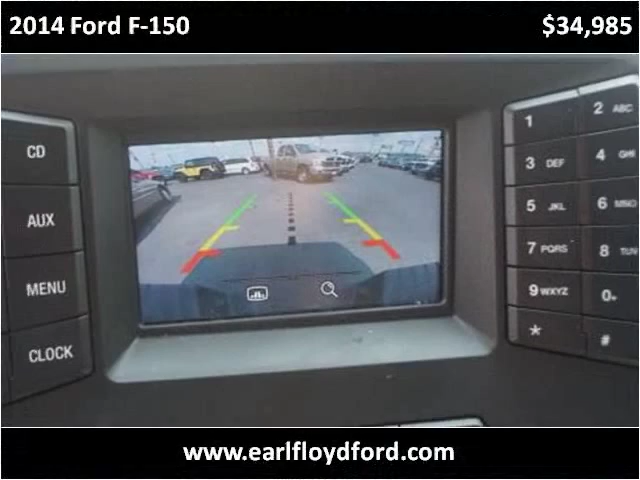 2014 Ford F-150 $34,985
CD
AUX
MENU
CLOCK
1
2 ABC
3 DEF
4 GHI
5 JKL
6 MNO
7 PQRS
8 TUV
9 WXYZ
0+
*
#
www.earlfloydford.com